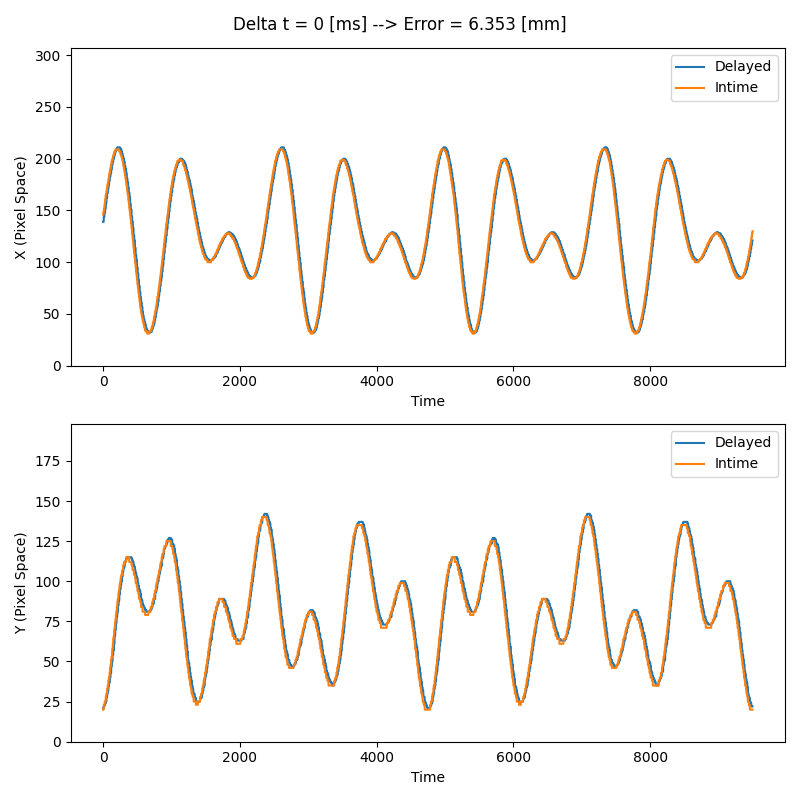 Delta t = 0 [ms] --> Error = 6.353 [mm]
300
250
200
150
100
50
0
X (Pixel Space)
Delayed
Intime
0 2000 4000 6000 8000
Time
175
150
125
100
75
50
25
0
Y (Pixel Space)
Delayed
Intime
0 2000 4000 6000 8000
Time